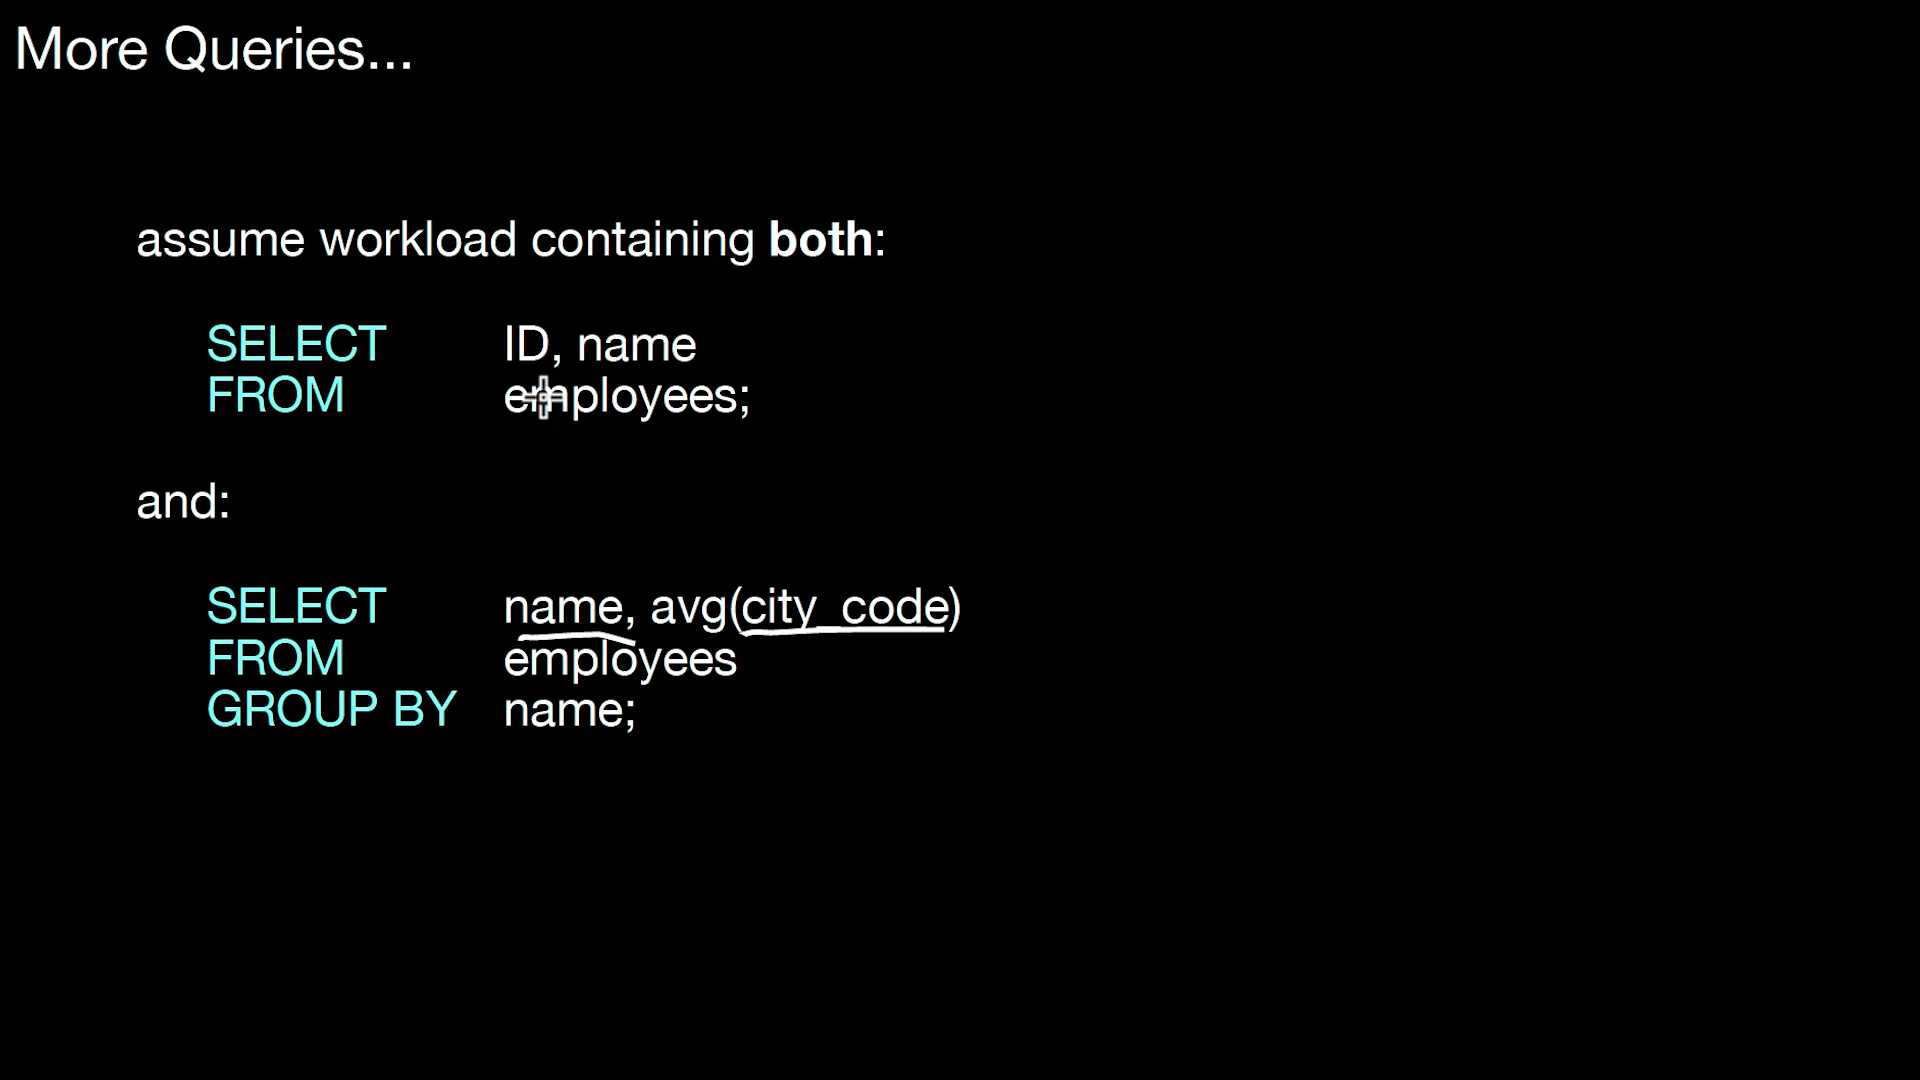 More Queries...
assume workload containing both:
SELECT ID, name
FROM employees;
and:
SELECT name, avg(city_code)
FROM employees
GROUP BY name;